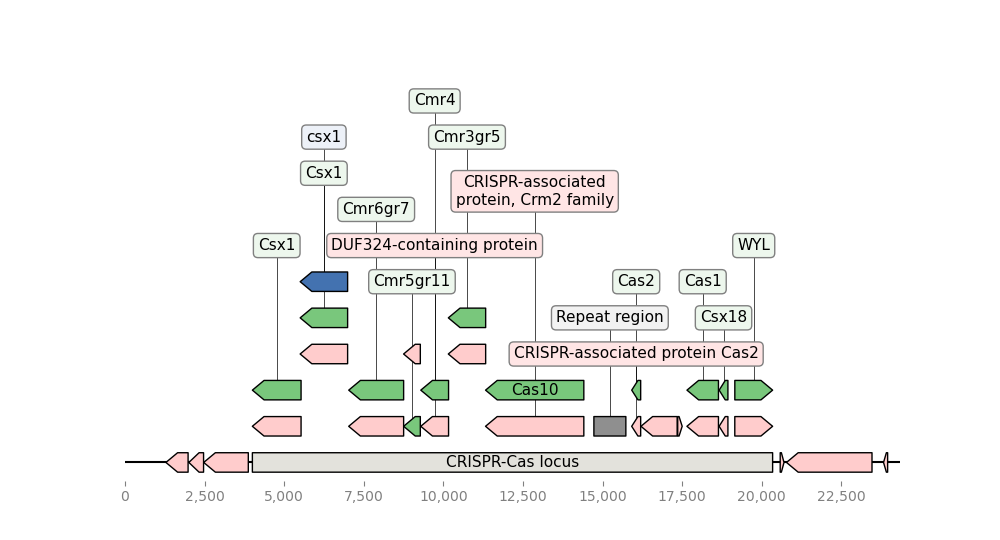 Cmr4
csx1
Cmr3gr5
Csx1
CRISPR-associated
protein, Crm2 family
Cmr6gr7
Csx1
DUF324-containing protein
WYL
Cmr5gr11
Cas2
Cas1
Repeat region
Csx18
CRISPR-associated protein Cas2
Cas10
CRISPR-Cas locus
0
2,500
5,000
7,500
10,000
12,500
15,000
17,500
20,000
22,500